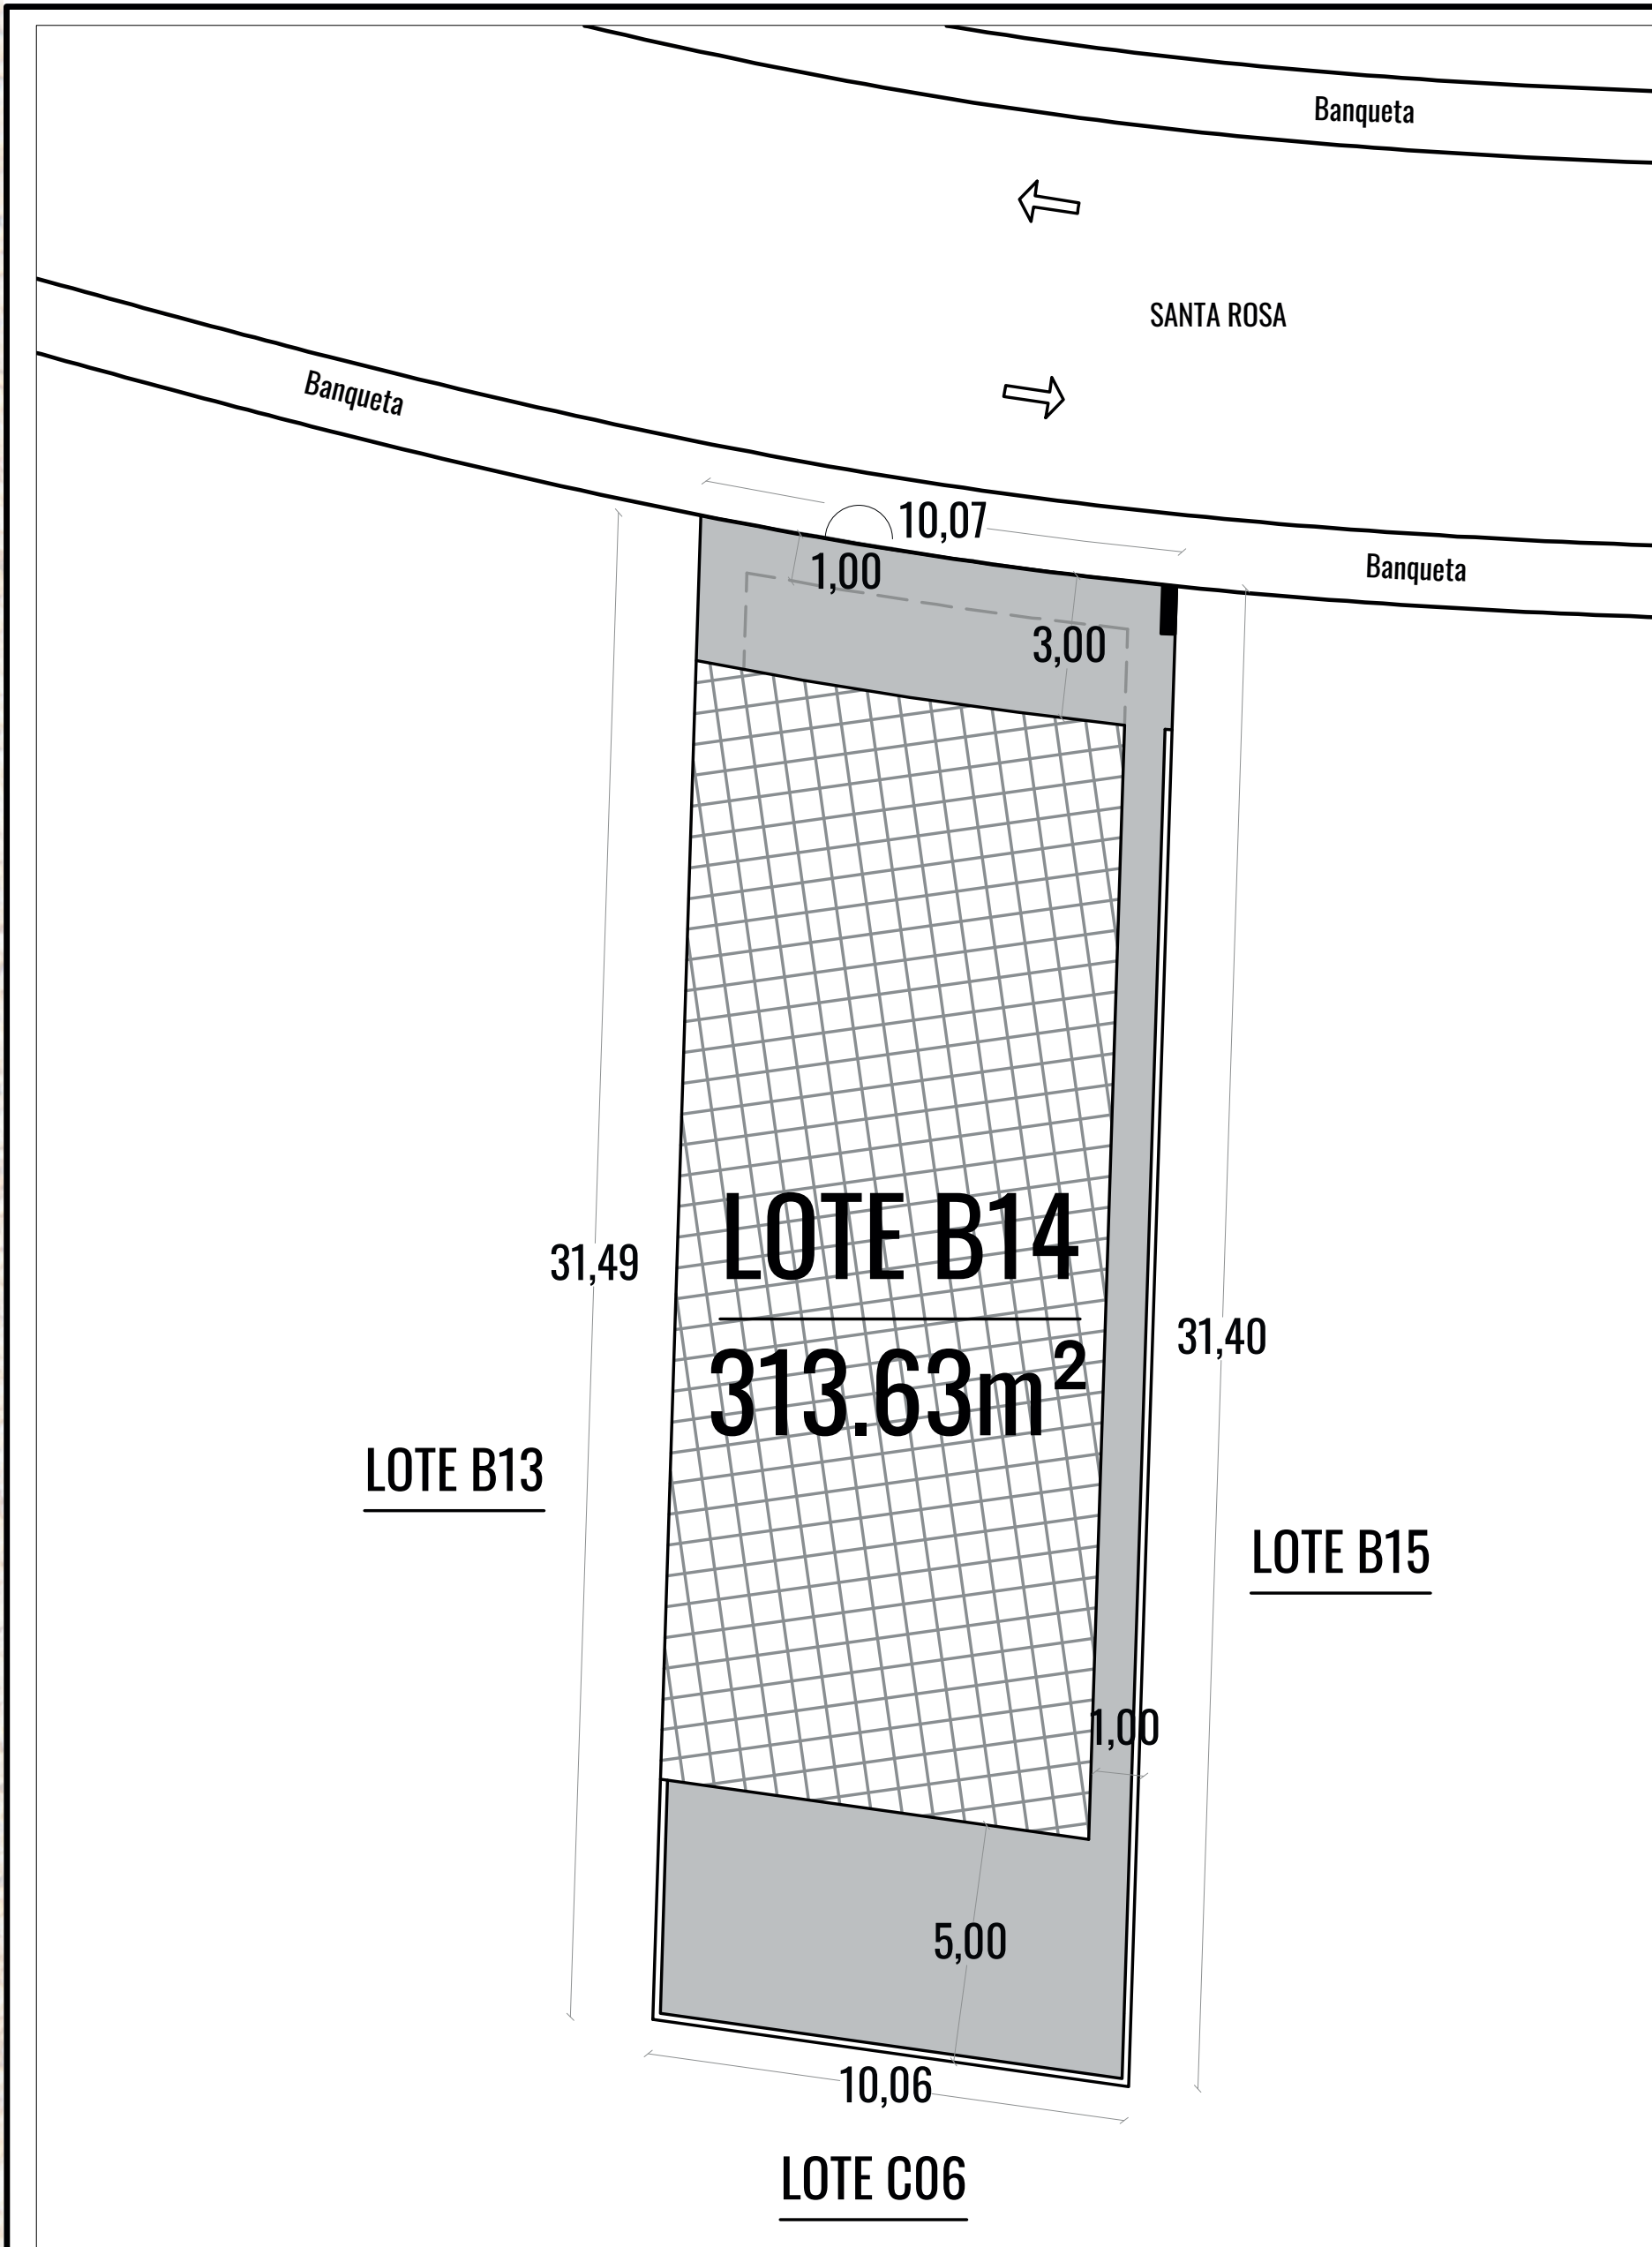 Banqueta
SANTA ROSA
Banqueta
10,07
Banqueta
1,00
3,00
LOTE B14
31,49
31,40
313.63m²
LOTE B13
LOTE B15
1,00
5,00
10,06
LOTE C06